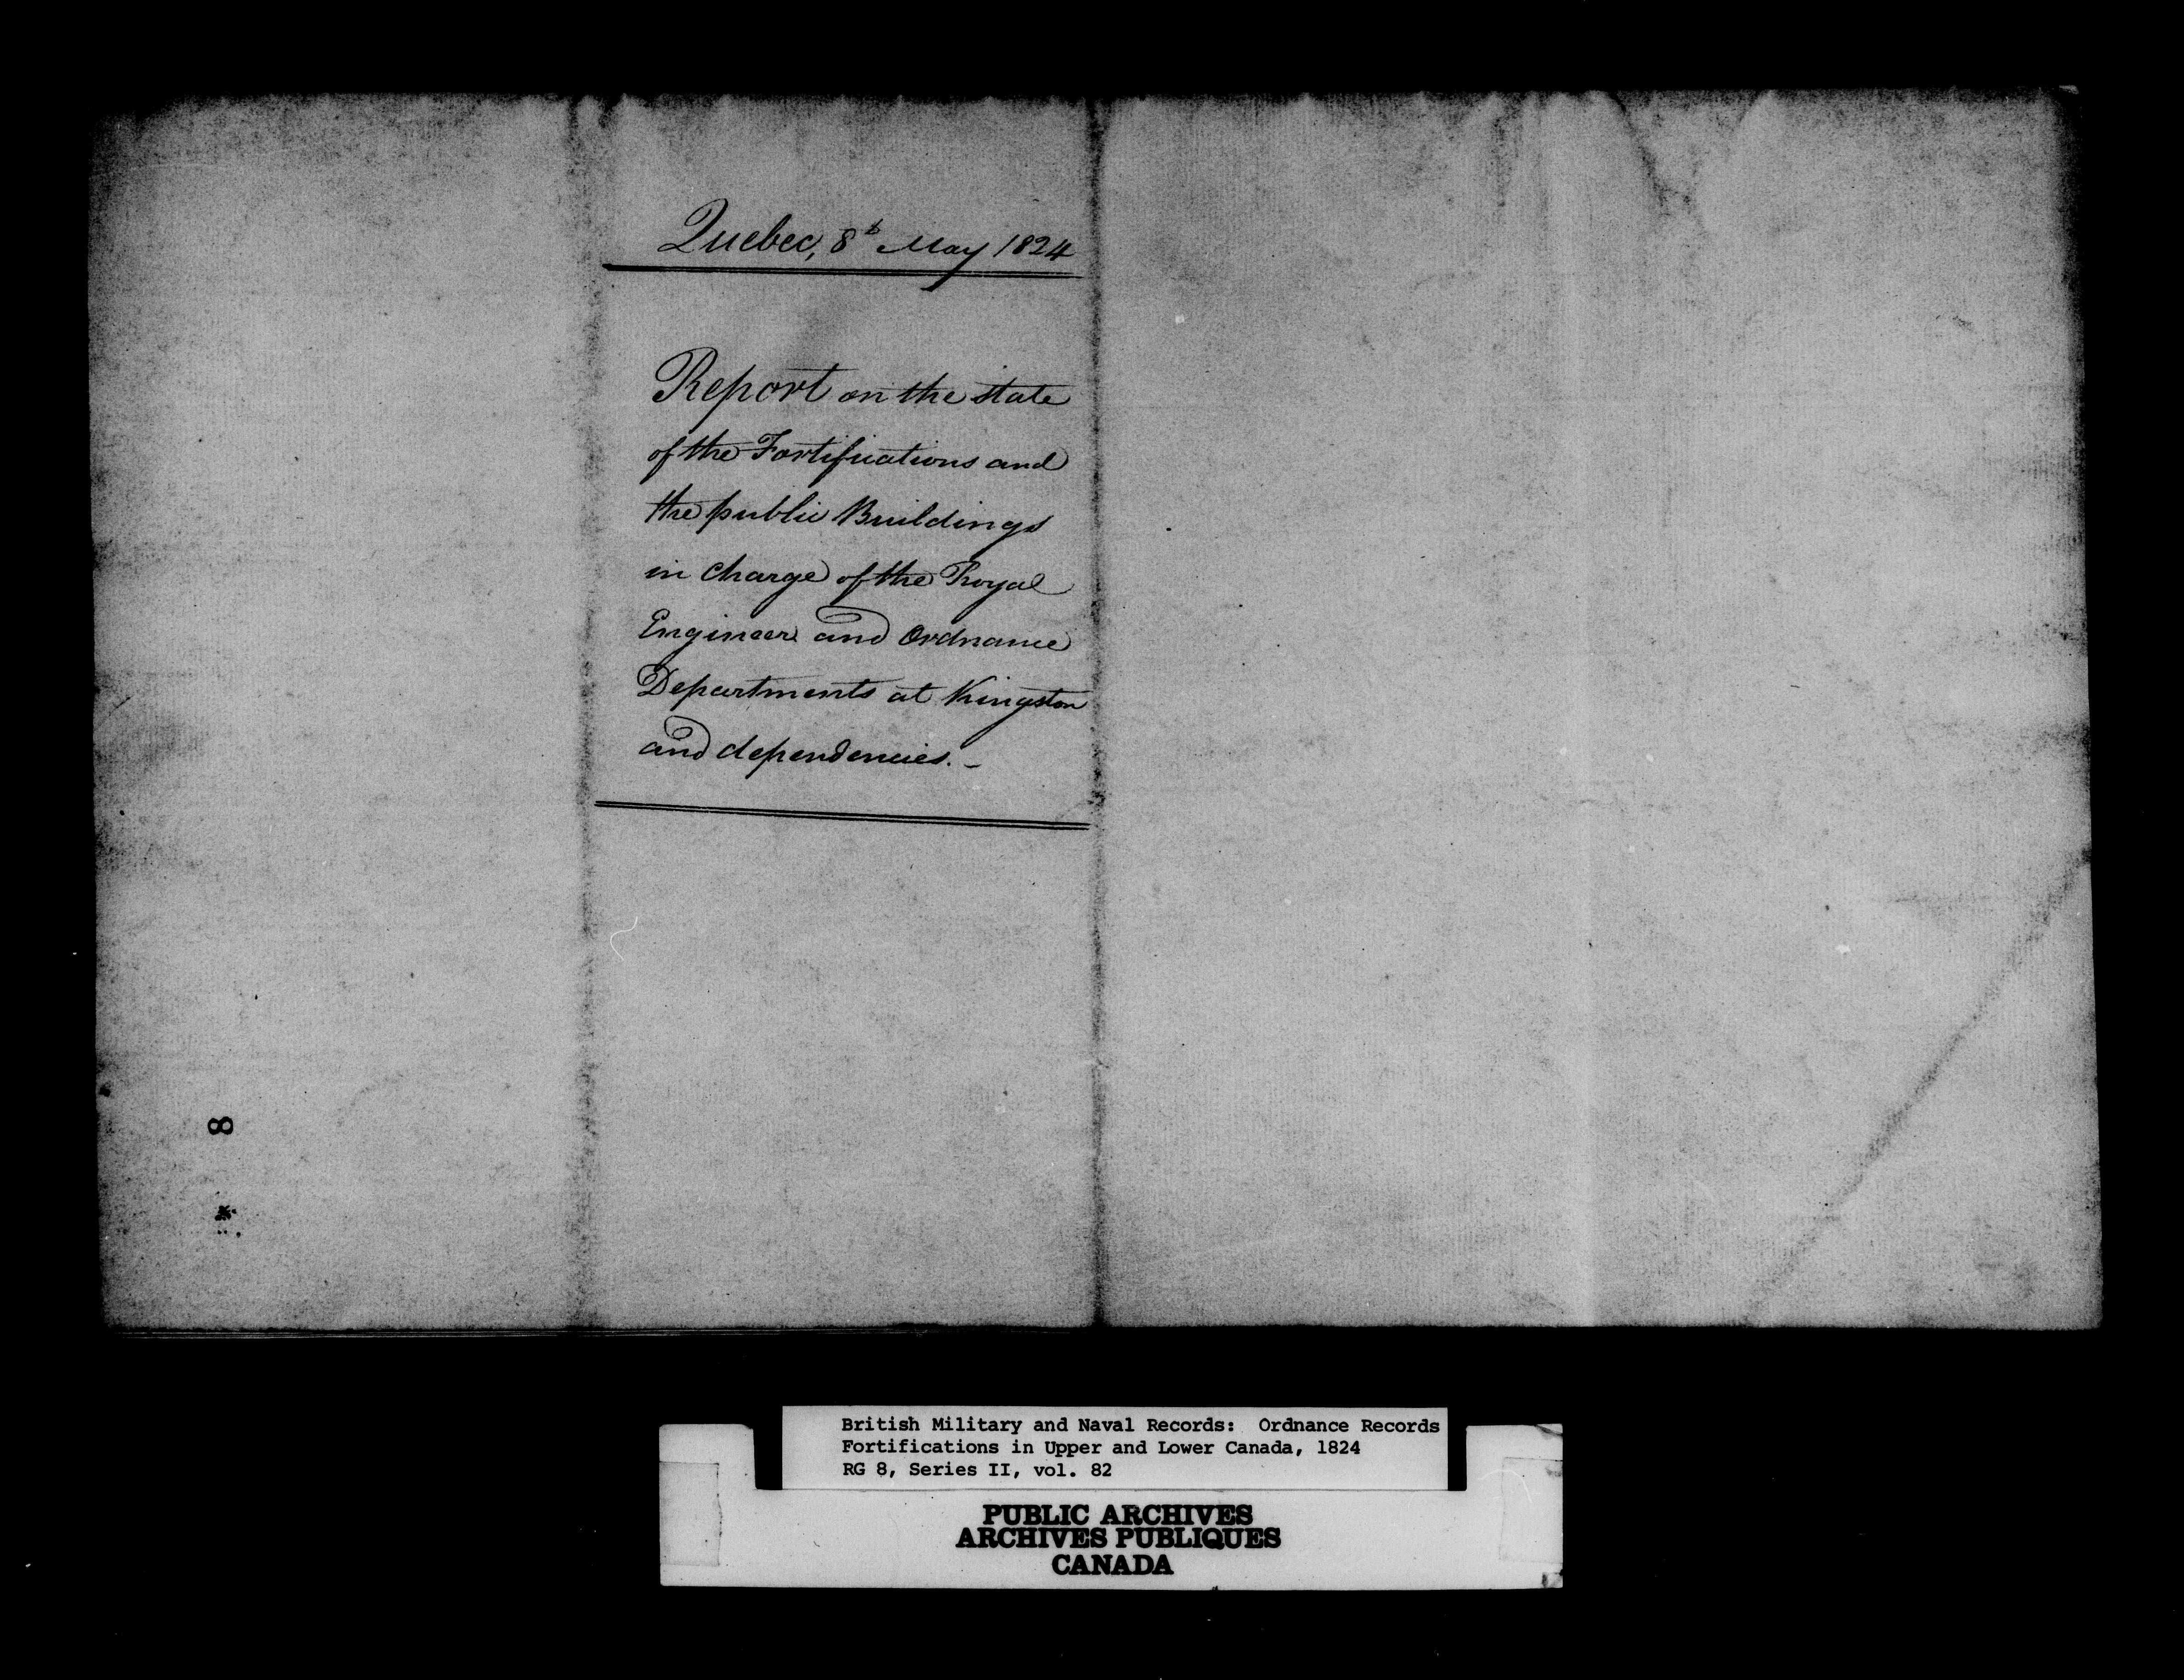 Quebec, 8th May 1824
Report on the state
of the Fortifications and
the public Buildings
in charge of the Royal
Engineer and Ordnance
Departments at Kingston
and dependencies.-
8
British Military and Naval Records: Ordnance Records
Fortifications in Upper and Lower Canada, 1824
RG 8, Series II, vol. 82
PUBLIC ARCHIVES
ARCHIVES PUBLIQUES
CANADA